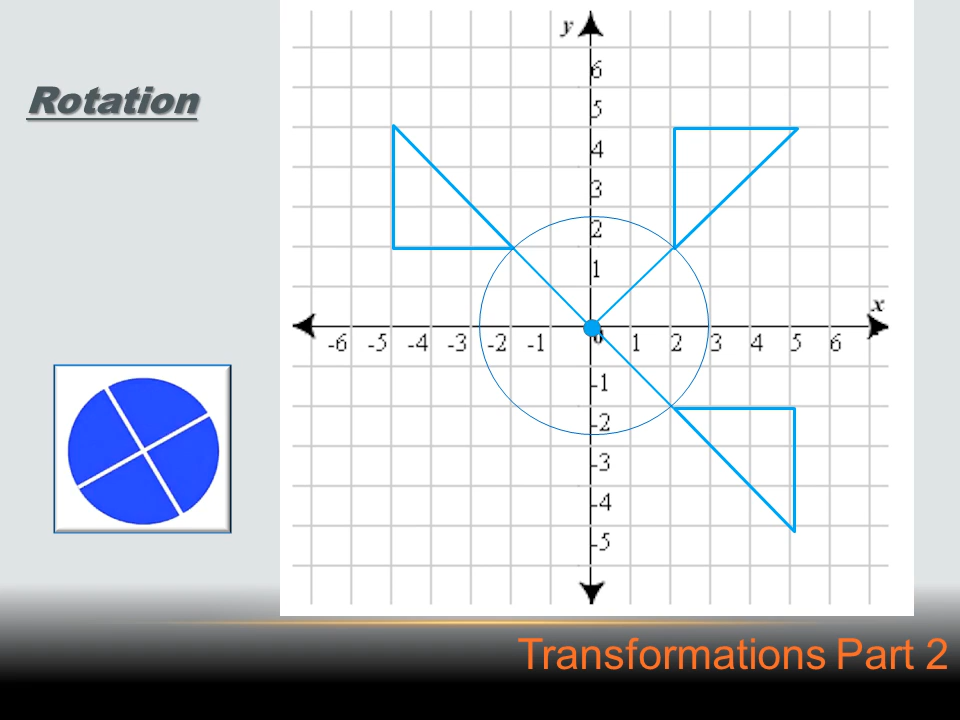 Rotation
y
6
5
4
3
2
1
x
0
-6 -5 -4 -3 -2 -1 1 2 3 4 5 6
-1
-2
-3
-4
-5
Transformations Part 2